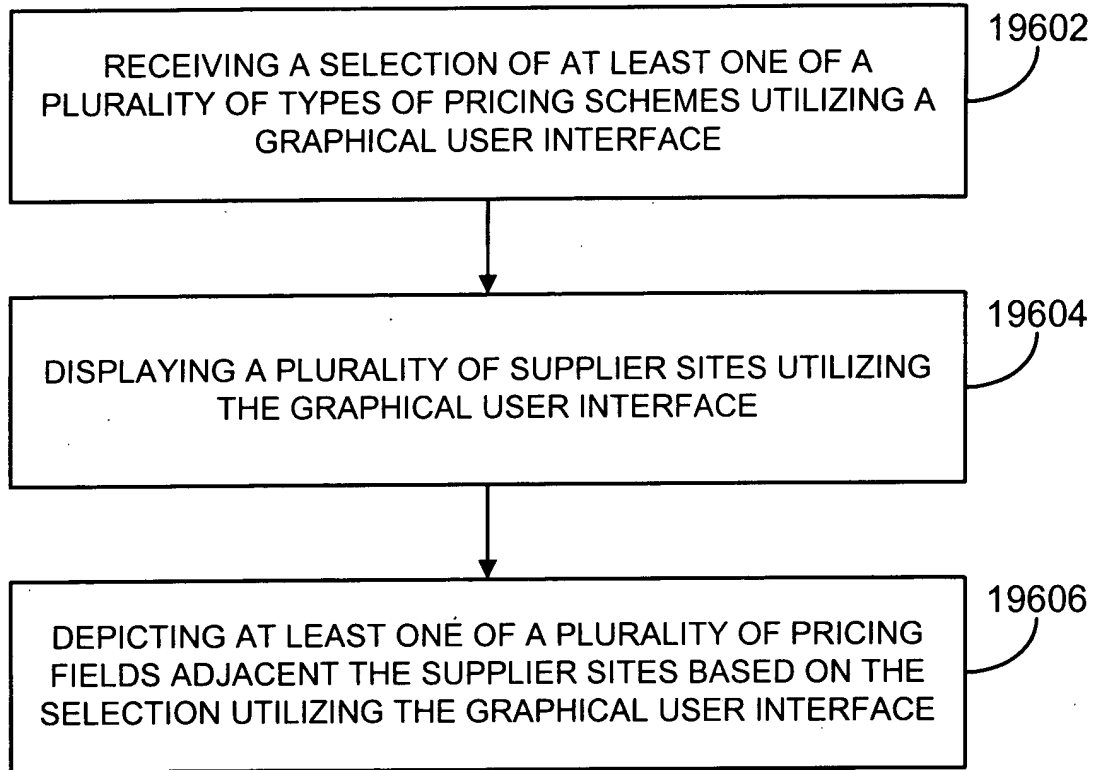 19602
RECEIVING A SELECTION OF AT LEAST ONE OF A
PLURALITY OF TYPES OF PRICING SCHEMES UTILIZING A
GRAPHICAL USER INTERFACE
19604
DISPLAYING A PLURALITY OF SUPPLIER SITES UTILIZING
THE GRAPHICAL USER INTERFACE
19606
DEPICTING AT LEAST ONE OF A PLURALITY OF PRICING
FIELDS ADJACENT THE SUPPLIER SITES BASED ON THE
SELECTION UTILIZING THE GRAPHICAL USER INTERFACE